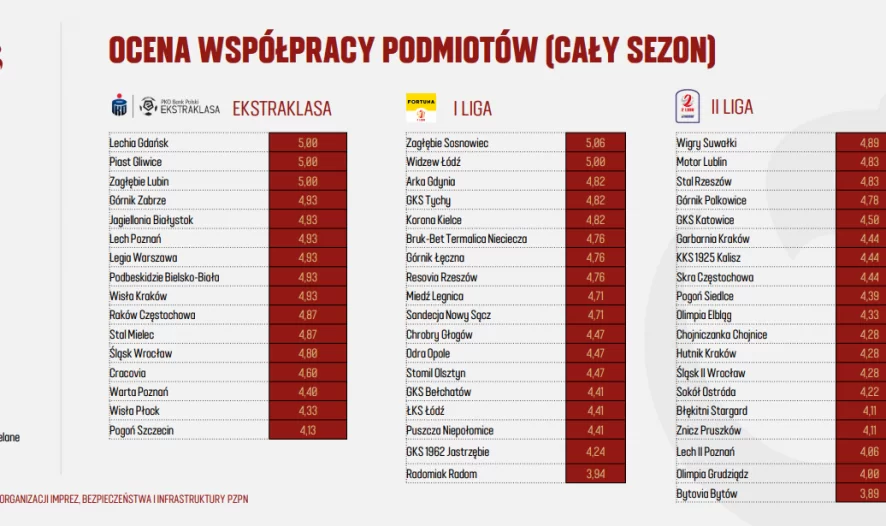 OCENA WSPÓŁPRACY PODMIOTÓW (CAŁY SEZON)
PKO Bank Polski
EKSTRAKLASA
EKSTRAKLASA
Lechia Gdańsk 5,00
Piast Gliwice 5,00
Zagłębie Lubin 5,00
Górnik Zabrze 4,93
Jagiellonia Białystok 4,93
Lech Poznań 4,93
Legia Warszawa 4,93
Podbeskidzie Bielsko-Biała 4,93
Wisła Kraków 4,93
Raków Częstochowa 4,87
Stal Mielec 4,87
Śląsk Wrocław 4,80
Cracovia 4,60
Warta Poznań 4,40
Wisła Płock 4,33
Pogoń Szczecin 4,13
FORTUNA
I LIGA
Zagłębie Sosnowiec 5,06
Widzew Łódź 5,00
Arka Gdynia 4,82
GKS Tychy 4,82
Korona Kielce 4,82
Bruk-Bet Termalica Nieciecza 4,76
Górnik Łęczna 4,76
Resovia Rzeszów 4,76
Miedź Legnica 4,71
Sandecja Nowy Sącz 4,71
Chrobry Głogów 4,47
Odra Opole 4,47
Stomil Olsztyn 4,47
GKS Bełchatów 4,41
ŁKS Łódź 4,41
Puszcza Niepołomice 4,41
GKS 1962 Jastrzębie 4,24
Radomiak Radom 3,94
II LIGA
Wigry Suwałki 4,89
Motor Lublin 4,83
Stal Rzeszów 4,83
Górnik Polkowice 4,78
GKS Katowice 4,50
Garbarnia Kraków 4,44
KKS 1925 Kalisz 4,44
Skra Częstochowa 4,44
Pogoń Siedlce 4,39
Olimpia Elbląg 4,33
Chojniczanka Chojnice 4,28
Hutnik Kraków 4,28
Śląsk II Wrocław 4,28
Sokół Ostróda 4,22
Błękitni Stargard 4,11
Znicz Pruszków 4,11
Lech II Poznań 4,06
Olimpia Grudziądz 4,00
Bytovia Bytów 3,89
elane
ORGANIZACJI IMPREZ, BEZPIECZEŃSTWA I INFRASTRUKTURY PZPN